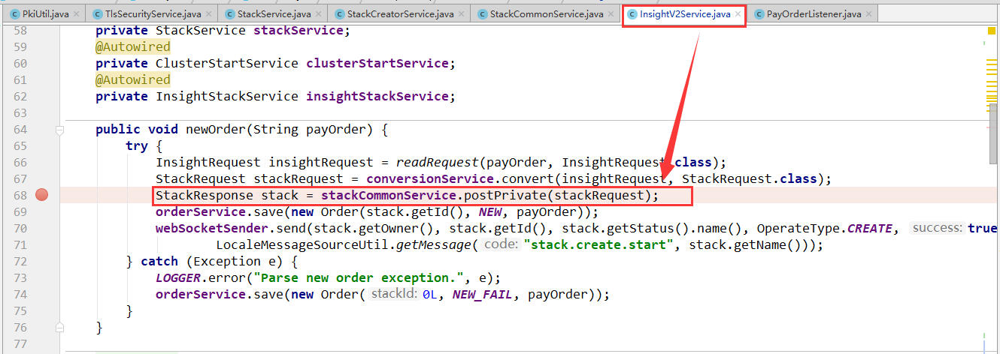 PkiUtil.java × TlsSecurityService.java × StackService.java × StackCreatorService.java × StackCommonService.java × InsightV2Service.java × PayOrderListener.java ×
58 private StackService stackService;
59 @Autowired
60 private ClusterStartService clusterStartService;
61 @Autowired
62 private InsightStackService insightStackService;
63
64 public void newOrder(String payOrder) {
65 try {
66 InsightRequest insightRequest = readRequest(payOrder, InsightRequest.class);
67 StackRequest stackRequest = conversionService.convert(insightRequest, StackRequest.class);
68 StackResponse stack = stackCommonService.postPrivate(stackRequest);
69 orderService.save(new Order(stack.getId(), NEW, payOrder));
70 webSocketSender.send(stack.getOwner(), stack.getId(), stack.getStatus().name(), OperateType.CREATE, success: true
71 LocaleMessageSourceUtil.getMessage( code: "stack.create.start", stack.getName()));
72 } catch (Exception e) {
73 LOGGER.error("Parse new order exception.", e);
74 orderService.save(new Order( stackId: 0L, NEW_FAIL, payOrder));
75 }
76 }
77